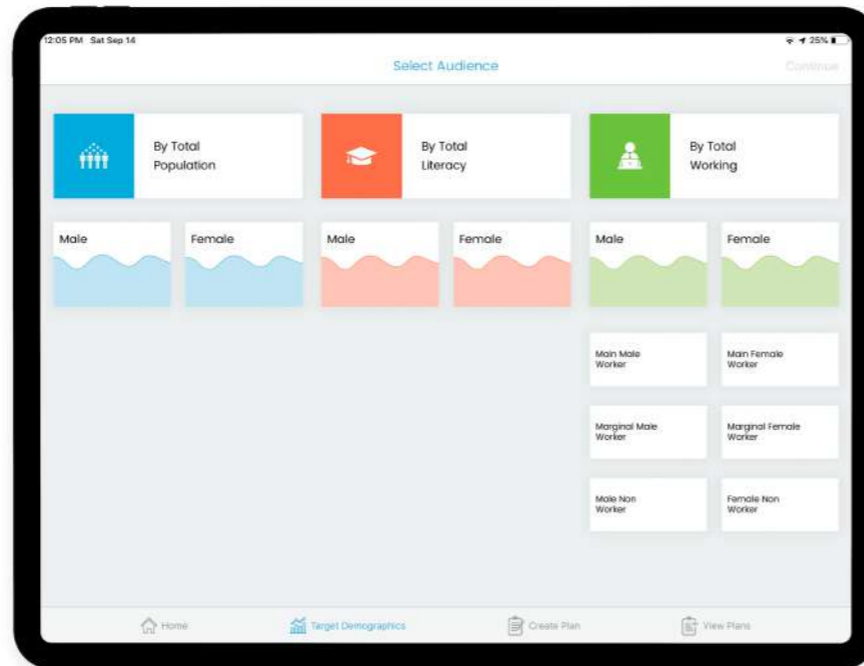 12:05 PM Sat Sep 14
25%
Select Audience
Continue
By Total
Population
By Total
Literacy
By Total
Working
Male
Female
Male
Female
Male
Female
Main Male
Worker
Main Female
Worker
Marginal Male
Worker
Marginal Female
Worker
Male Non
Worker
Female Non
Worker
Home
Target Demographics
Create Plan
View Plans